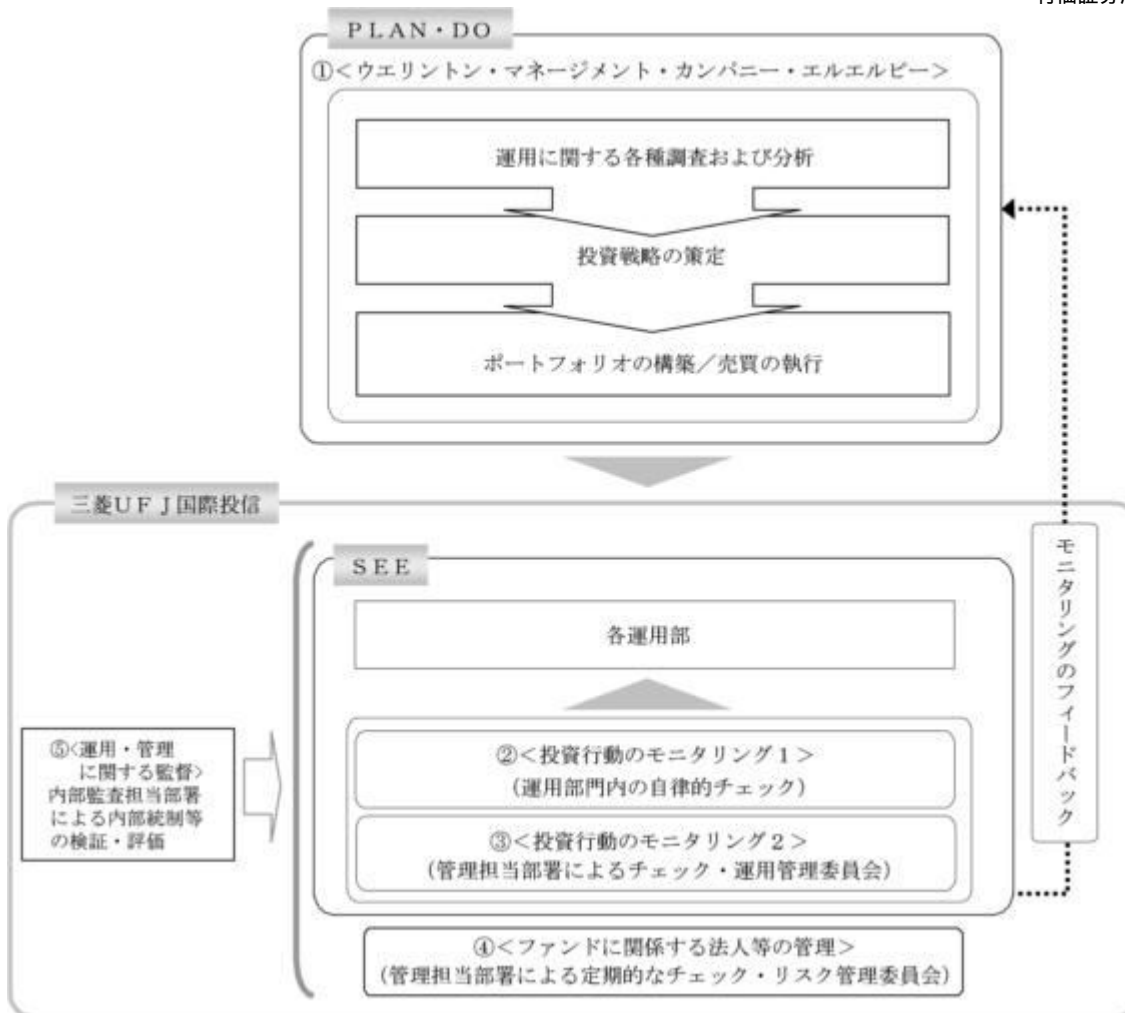 PLAN・DO
①<ウエリントン・マネージメント・カンパニー・エルエルピー>
運用に関する各種調査および分析
投資戦略の策定
ポートフォリオの構築/売買の執行
三菱UFJ国際投信
SEE
各運用部
②<投資行動のモニタリング1>
(運用部門内の自律的チェック)
③<投資行動のモニタリング2>
(管理担当部署によるチェック・運用管理委員会)
④<ファンドに関係する法人等の管理>
(管理担当部署による定期的なチェック・リスク管理委員会)
⑤<運用・管理
に関する監督>
内部監査担当部署
による内部統制等
の検証・評価
モニタリングのフィードバック